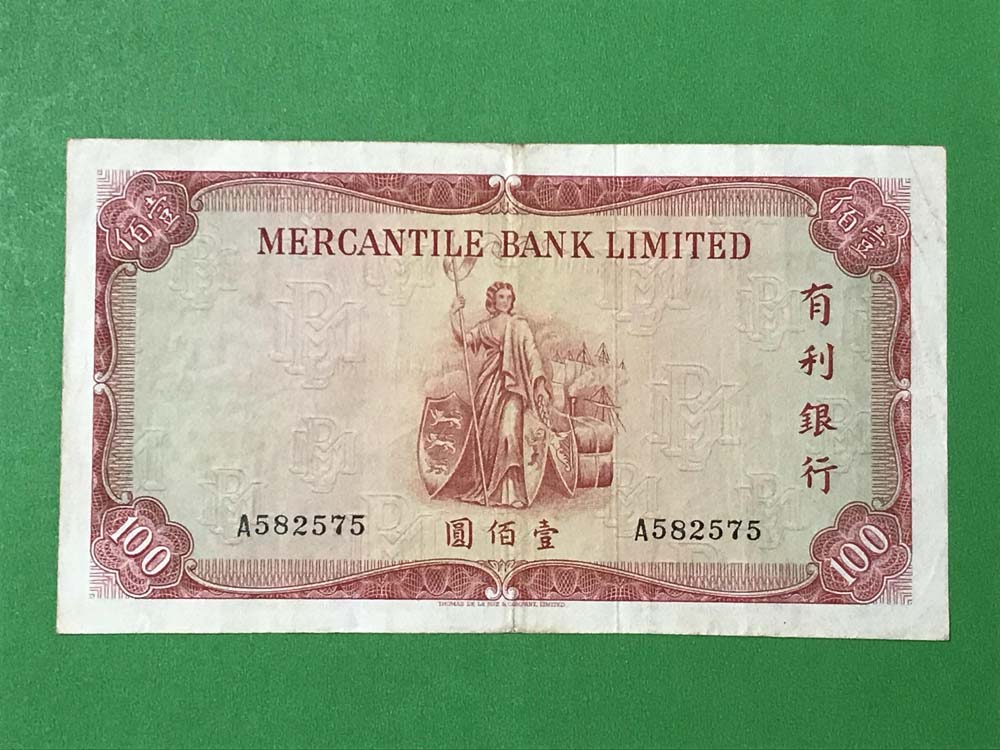 佰壹
佰壹
MERCANTILE BANK LIMITED
有利銀行
A582575
圓佰壹
A582575
100
100
THOMAS DE LA RUE & COMPANY, LIMITED.